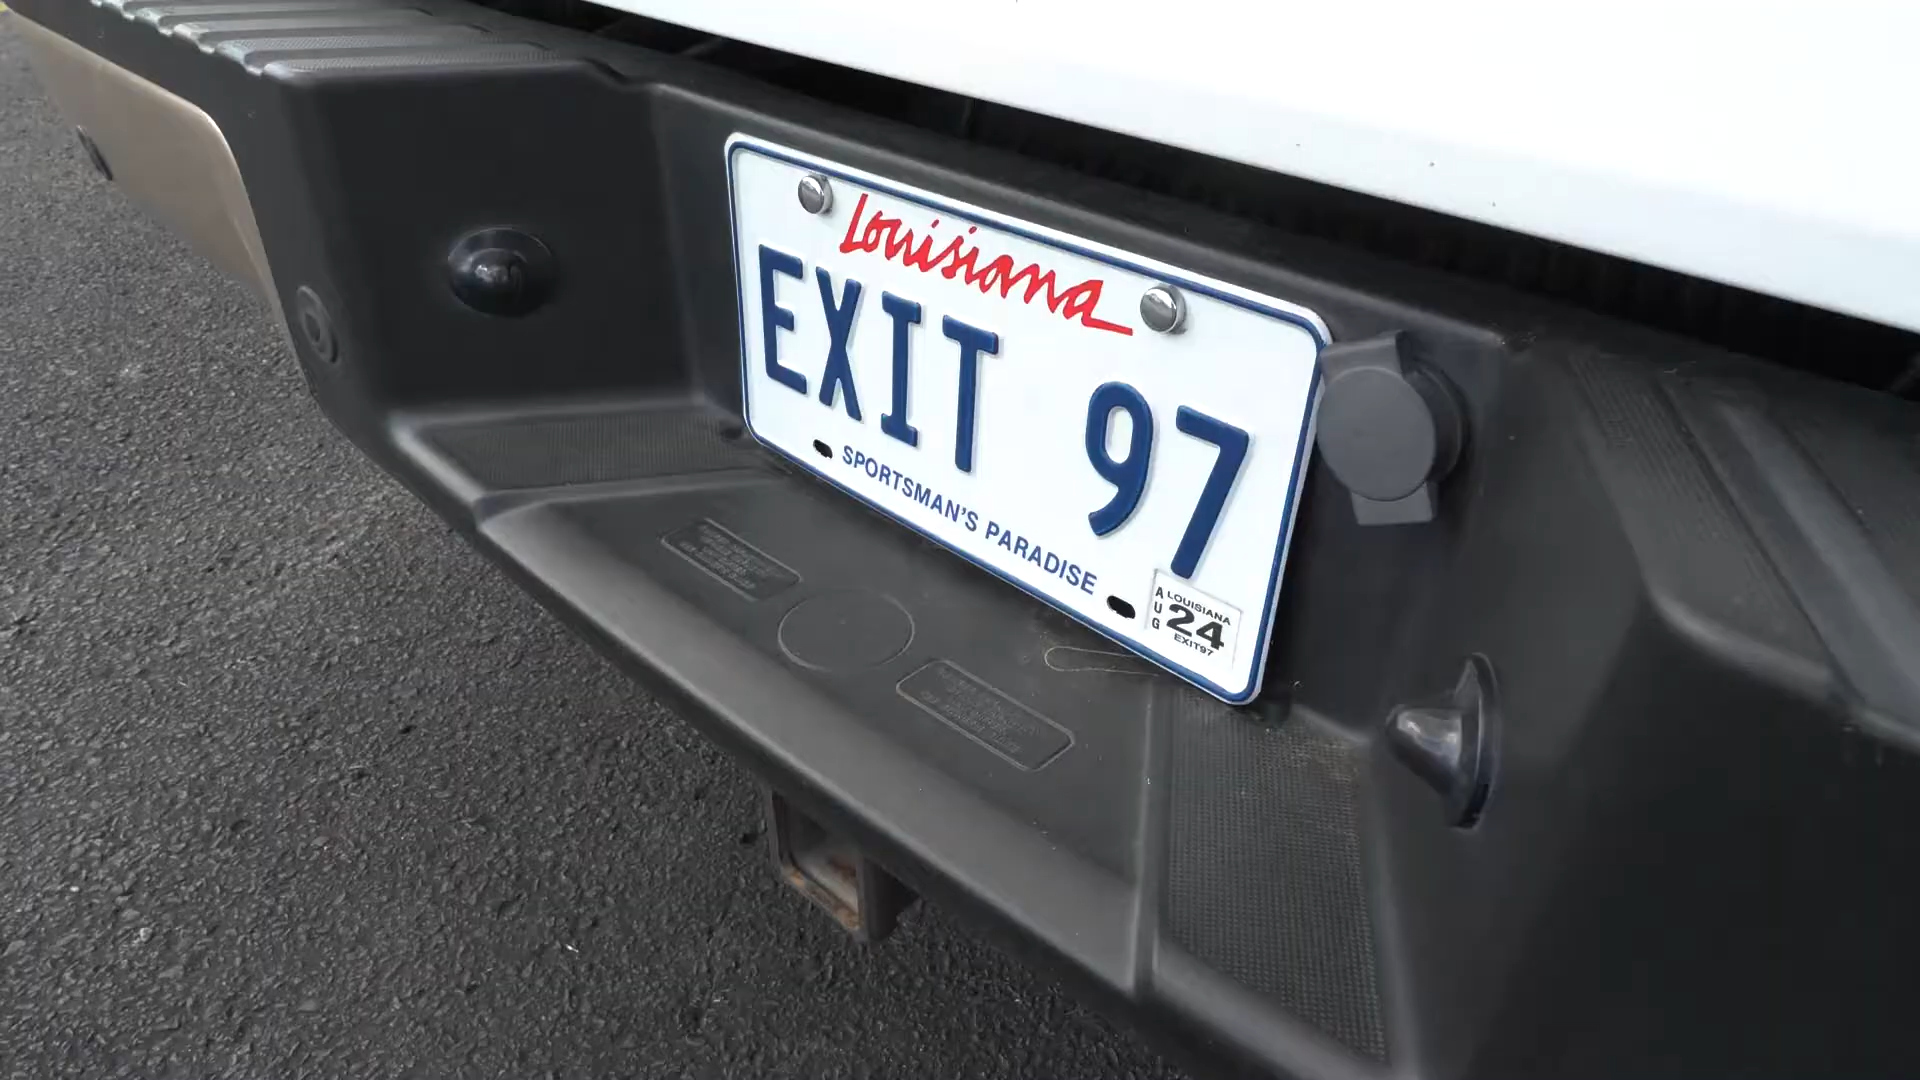 Louisiana
EXIT 97
SPORTSMAN'S PARADISE
AUG
LOUISIANA
24
EXIT97